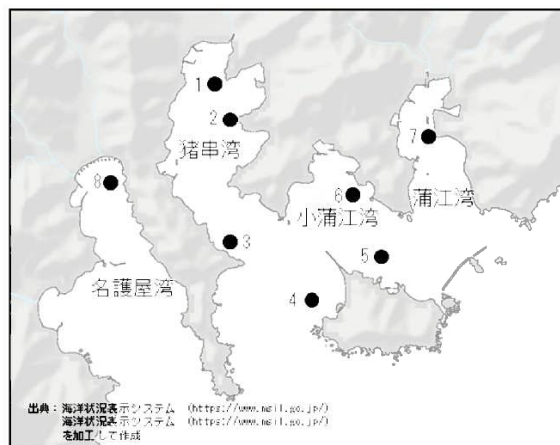 1
2
猪串湾
7
8
6
蒲江湾
小蒲江湾
3
5
名護屋湾
4
出典：海洋状況表示システム (https://www.msil.go.jp/)
海洋状況表示システム (https://www.msil.go.jp/)
を加工して作成